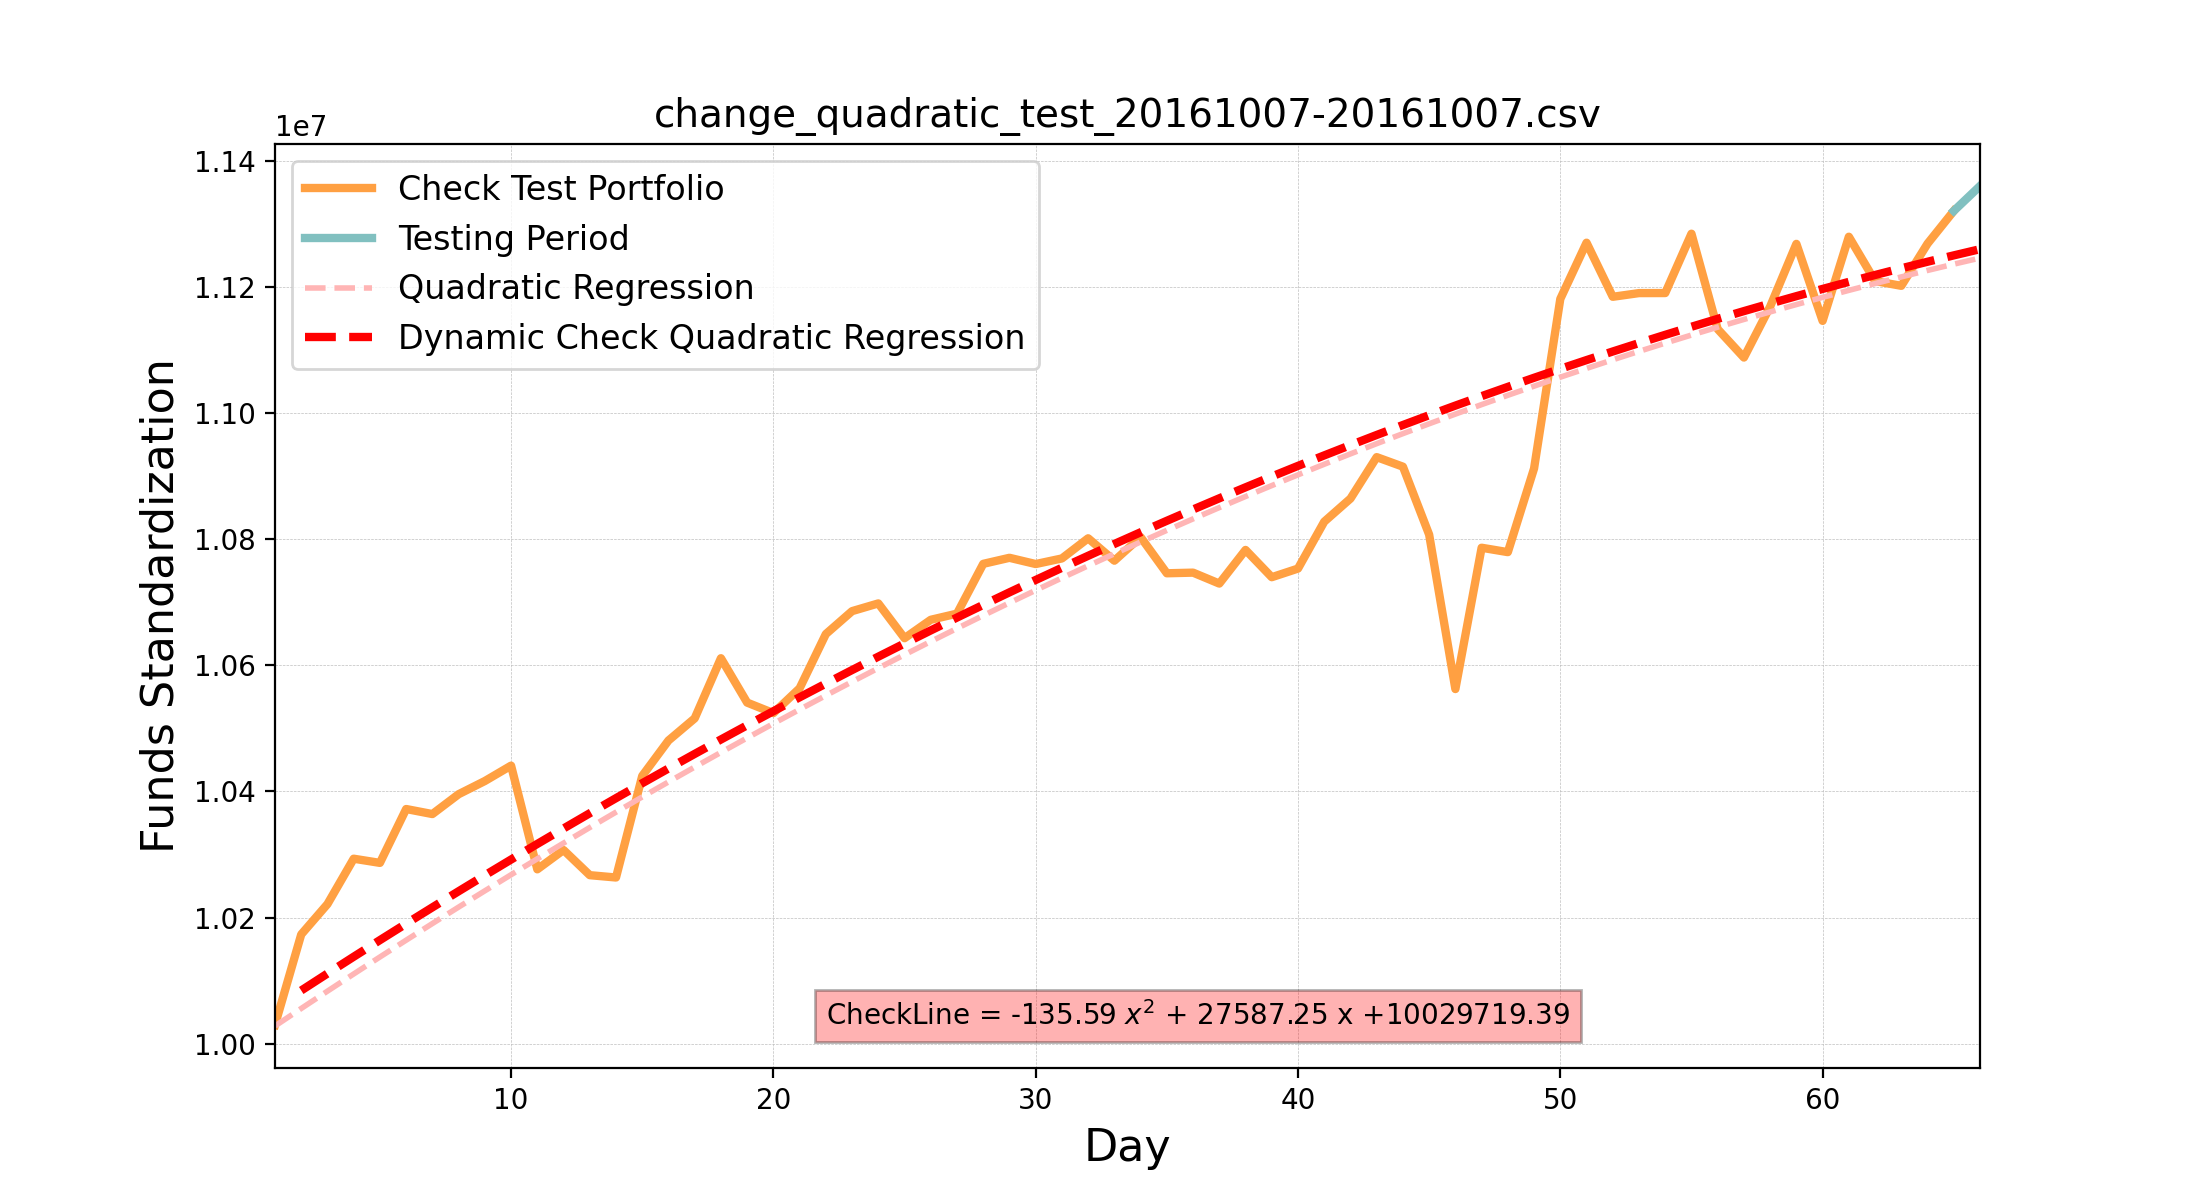 change_quadratic_test_20161007-20161007.csv
1e7
1.14
1.12
1.10
1.08
1.06
1.04
1.02
1.00
Funds Standardization
Check Test Portfolio
Testing Period
Quadratic Regression
Dynamic Check Quadratic Regression
CheckLine = -135.59 x² + 27587.25 x +10029719.39
10 20 30 40 50 60
Day